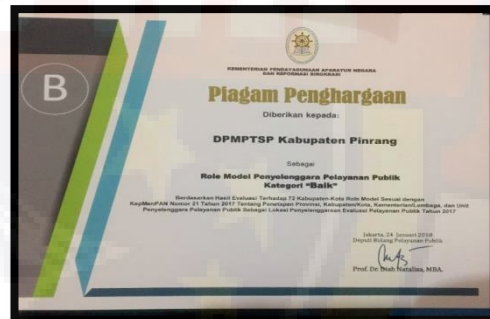 B
KEMENTERIAN PENDAYAGUNAAN APARATUR NEGARA
DAN REFORMASI BIROKRASI
Piagam Penghargaan
Diberikan kepada:
DPMPTSP Kabupaten Pinrang
Sebagai
Role Model Penyelenggara Pelayanan Publik
Kategori "Baik"
Berdasarkan Hasil Evaluasi Terhadap 72 Kabupaten-Kota Role Model Sesuai dengan
KepMenPAN Nomor 21 Tahun 2017 Tentang Penetapan Provinsi, Kabupaten/Kota, Kementerian/Lembaga, dan Unit
Penyelenggara Pelayanan Publik Sebagai Lokasi Penyelenggaraan Evaluasi Pelayanan Publik Tahun 2017
Jakarta, 24 Januari 2018
Deputi Bidang Pelayanan Publik
Prof. Dr. Diah Natalisa, MBA.